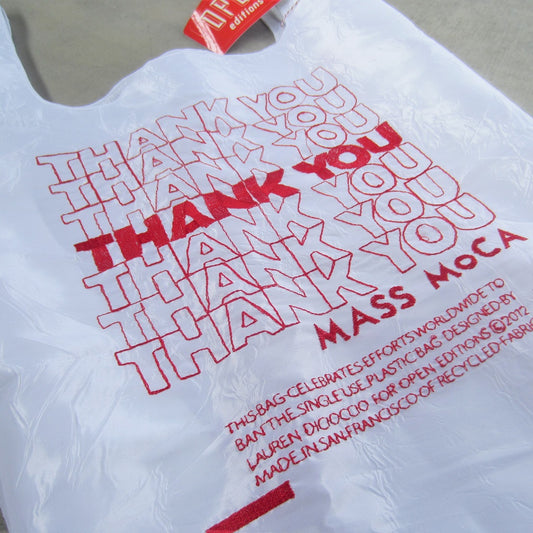 editions
THANK YOU
THANK YOU
THANK YOU
THANK YOU
THANK YOU
THANK YOU
THANK YOU
MASS MoCA
THIS·BAG·CELEBRATES·EFFORTS·WORLDWIDE·TO
BAN·THE·SINGLE·USE·PLASTIC BAG DESIGNED·BY
LAUREN DICIOCCIO FOR OPEN EDITIONS©2012
MADE·IN·SAN·FRANCISCO·OF RECYCLED·FABRIC